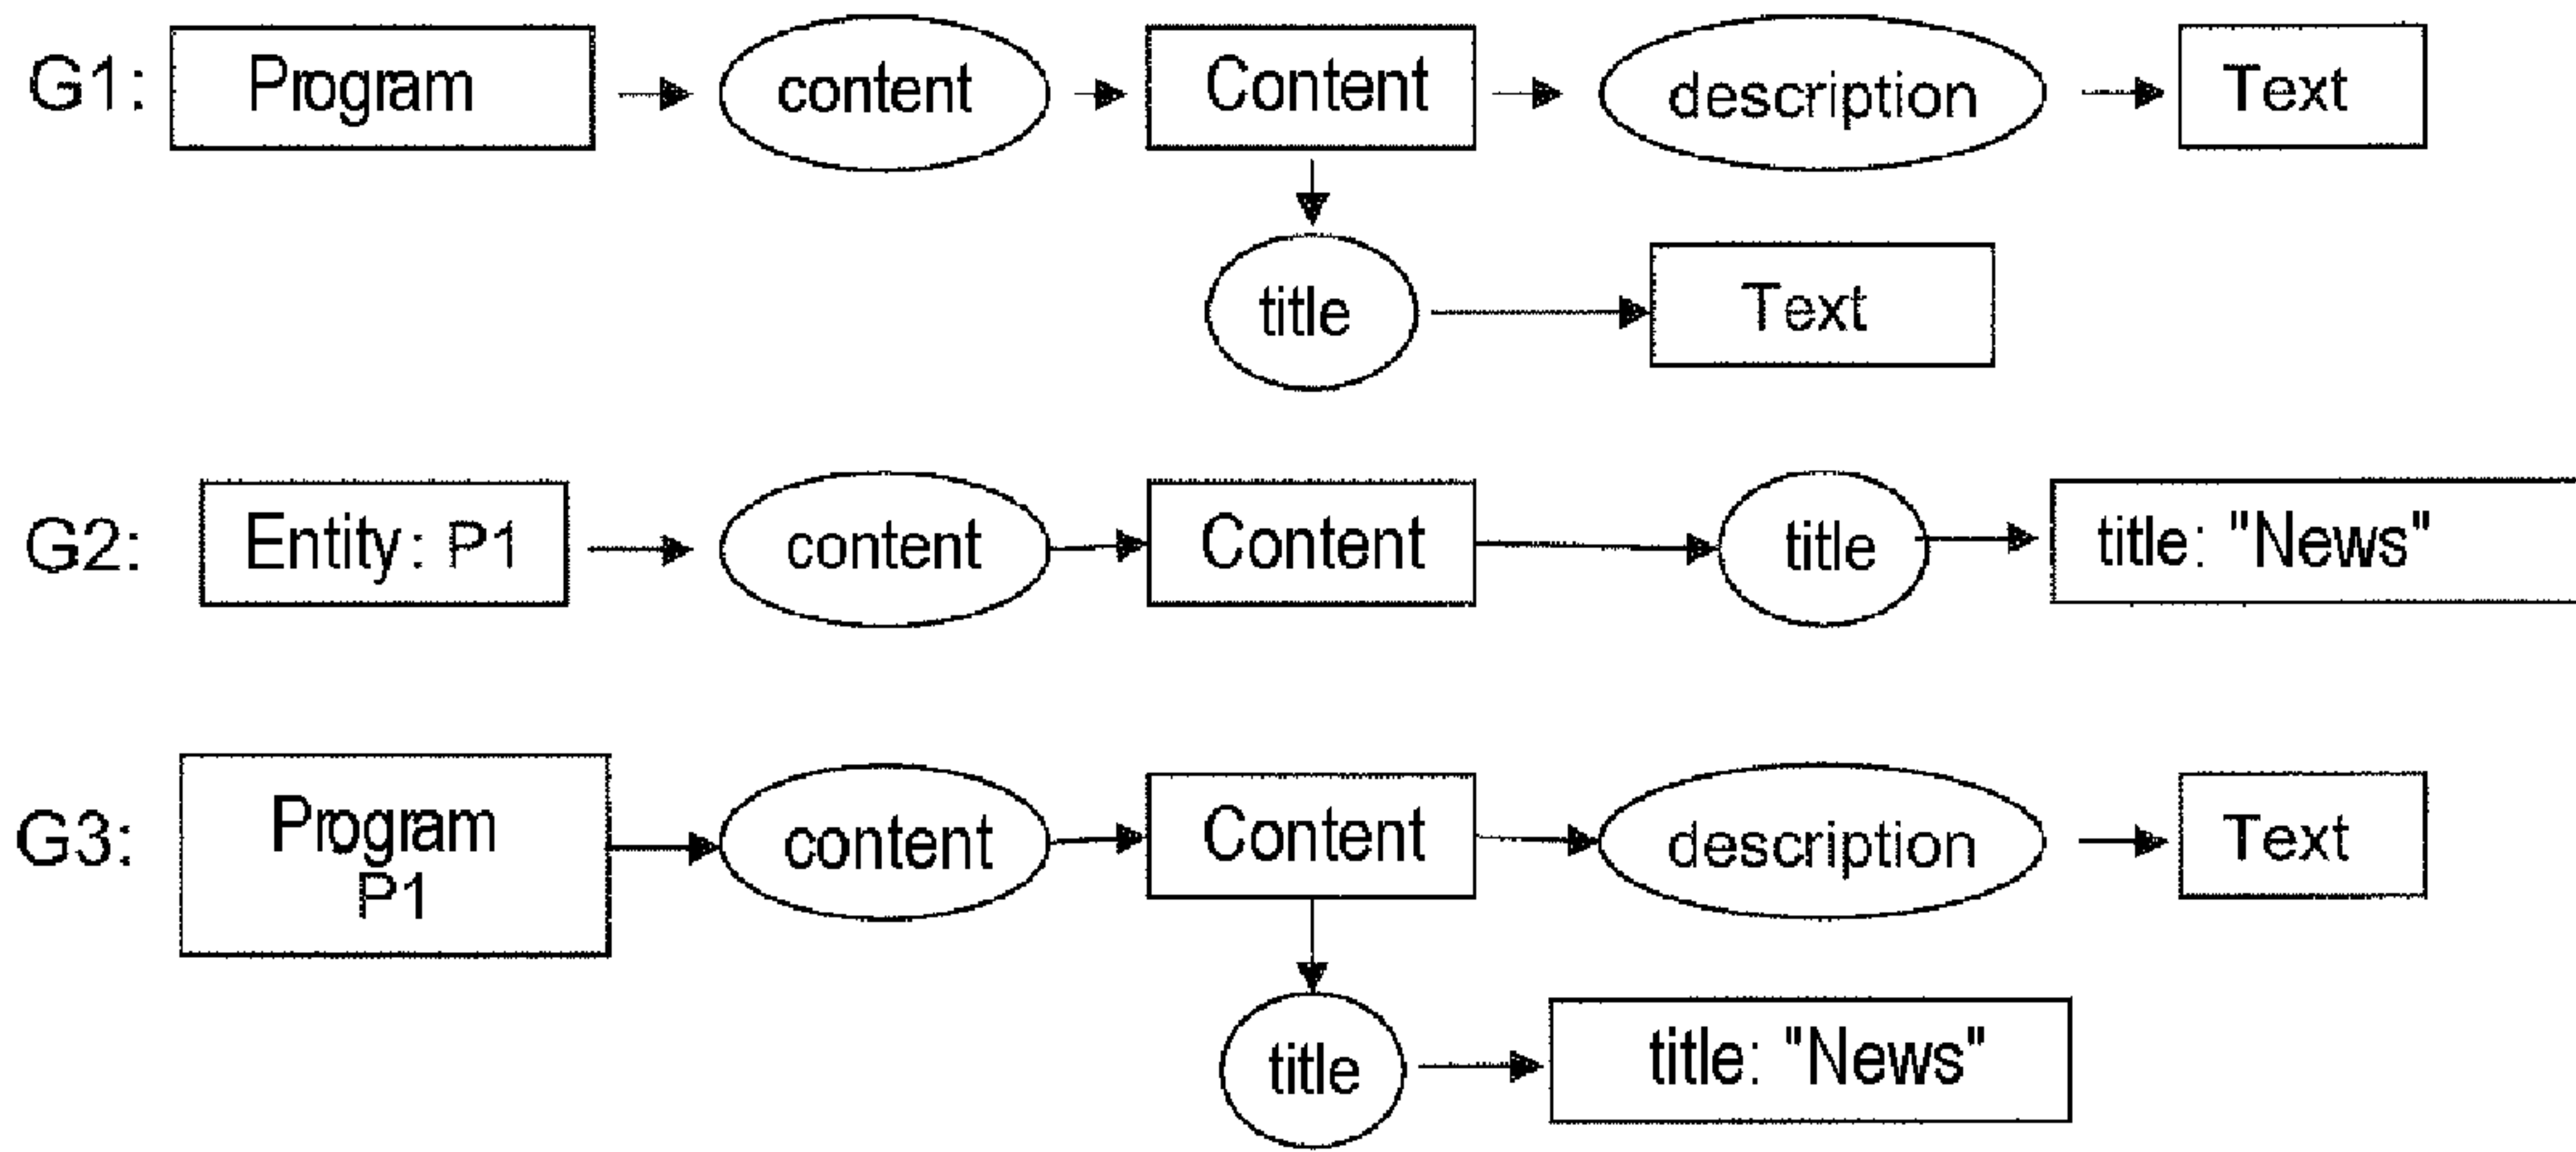 G1: Program content Content description Text
title Text
G2: Entity: P1 content Content title title: "News"
G3: Program P1 content Content description Text
title title: "News"